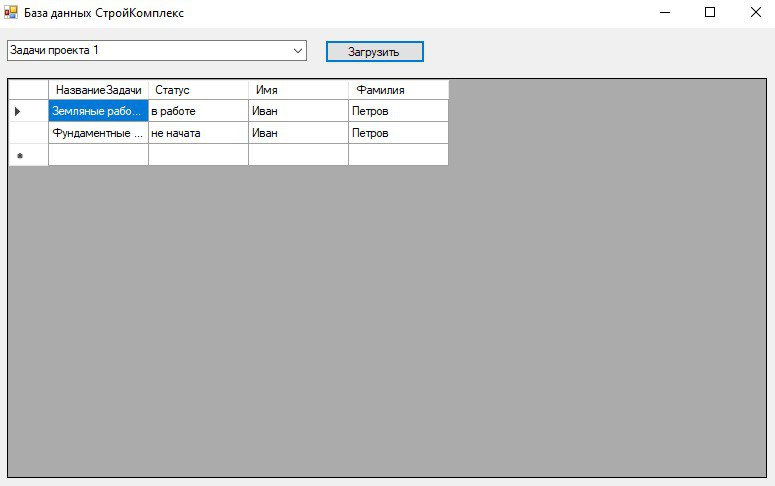 База данных СтройКомплекс
Задачи проекта 1 Загрузить
НазваниеЗадачи Статус Имя Фамилия
Земляные рабо... в работе Иван Петров
Фундаментные ... не начата Иван Петров